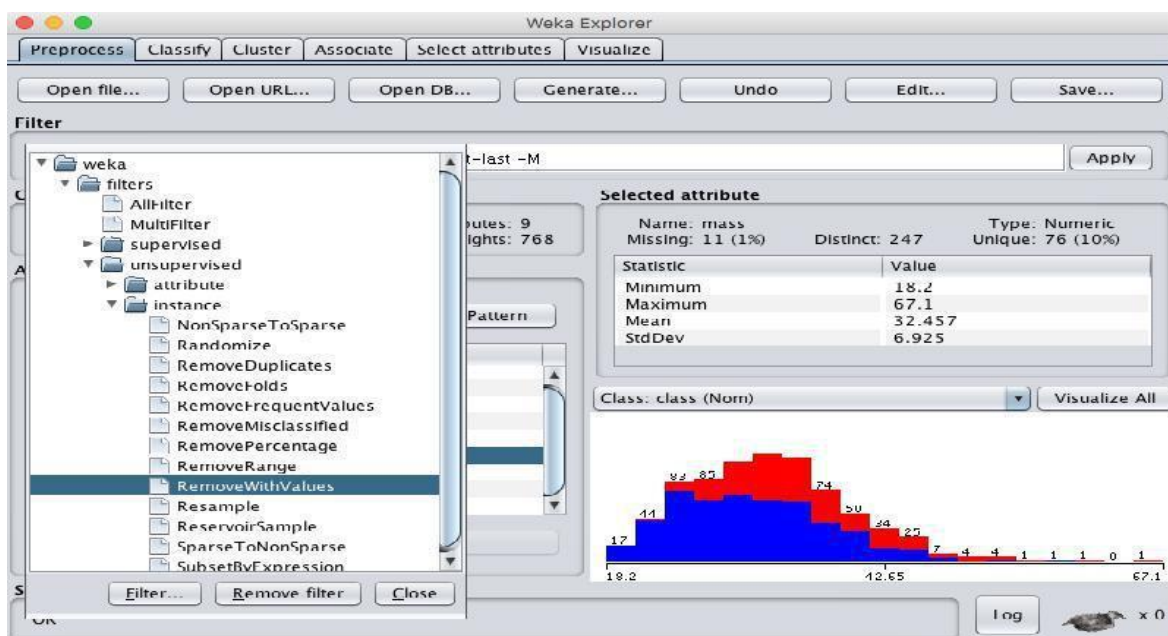 Weka Explorer
Preprocess Classify Cluster Associate Select attributes Visualize
Open file... Open URL... Open DB... Generate... Undo Edit... Save...
Filter
t-last -M Apply
weka
filters
AllFilter
MultiFilter
supervised
unsupervised
attribute
instance
NonSparseToSparse
Randomize
RemoveDuplicates
RemoveFolds
RemoveFrequentValues
RemoveMisclassified
RemovePercentage
RemoveRange
RemoveWithValues
Resample
ReservoirSample
SparseToNonSparse
SubsetByExpression
Filter... Remove filter Close
C
butes: 9
ights: 768
A
Pattern
Selected attribute
Name: mass Type: Numeric
Missing: 11 (1%) Distinct: 247 Unique: 76 (10%)
Statistic Value
Minimum 18.2
Maximum 67.1
Mean 32.457
StdDev 6.925
Class: class (Nom) Visualize All
17 44 93 85 74 50 34 25 7 4 4 1 1 1 0 1
18.2 42.65 67.1
S
OK
Log x 0